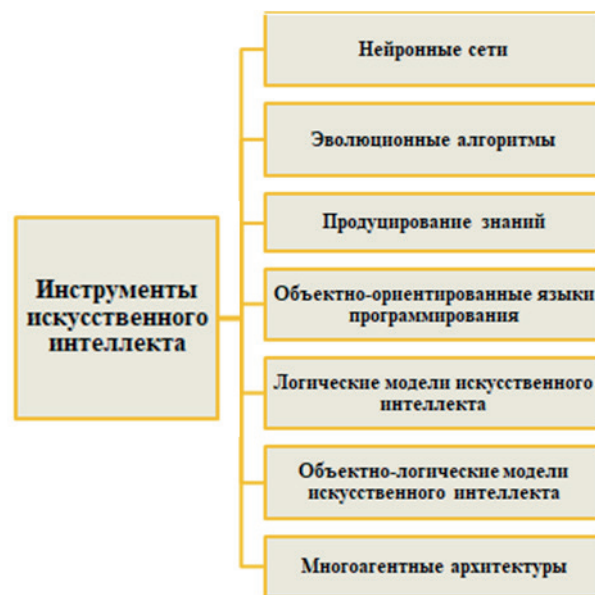 Инструменты
искусственного
интеллекта
Нейронные сети
Эволюционные алгоритмы
Продуцирование знаний
Объектно-ориентированные языки
программирования
Логические модели искусственного
интеллекта
Объектно-логические модели
искусственного интеллекта
Многоагентные архитектуры